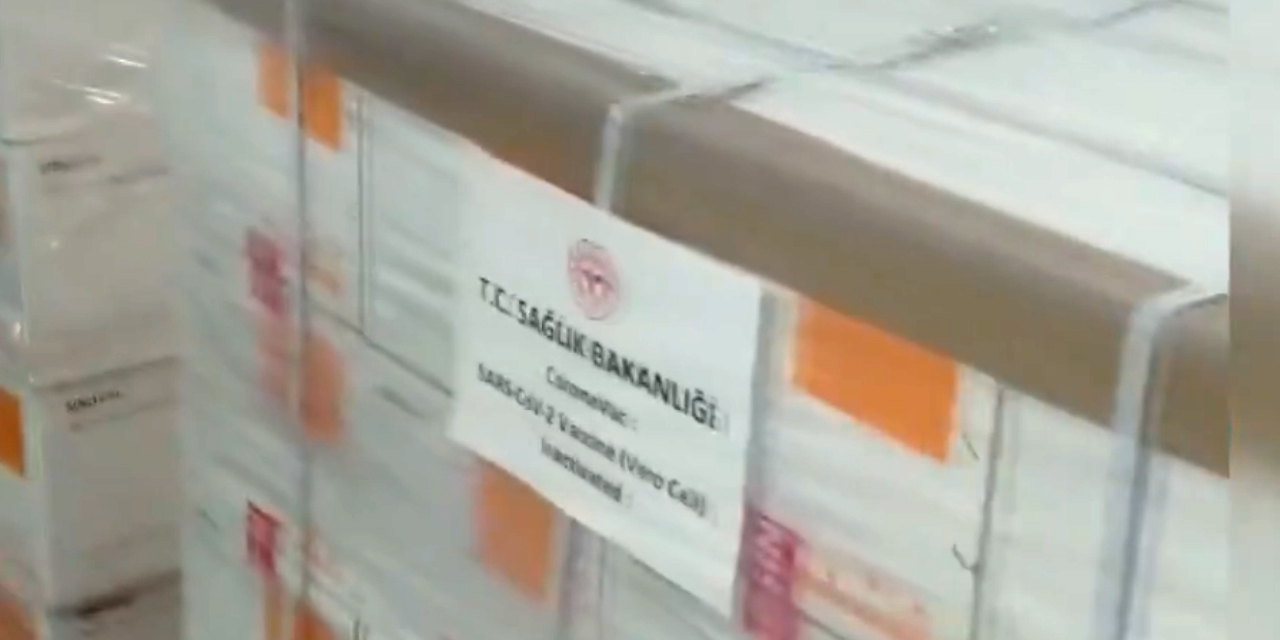 T.C. SAĞLIK BAKANLIĞI
CoronaVac
SARS-CoV-2 Vaccine (Vero Cell)
Inactivated